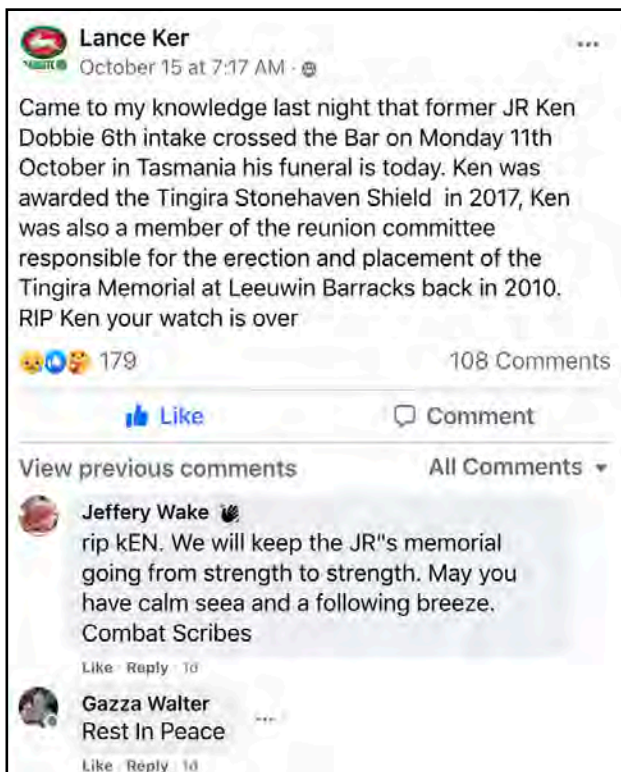 Lance Ker
October 15 at 7:17 AM ·
Came to my knowledge last night that former JR Ken
Dobbie 6th intake crossed the Bar on Monday 11th
October in Tasmania his funeral is today. Ken was
awarded the Tingira Stonehaven Shield in 2017, Ken
was also a member of the reunion committee
responsible for the erection and placement of the
Tingira Memorial at Leeuwin Barracks back in 2010.
RIP Ken your watch is over
179 108 Comments
Like Comment
View previous comments All Comments
Jeffery Wake
rip kEN. We will keep the JR"s memorial
going from strength to strength. May you
have calm seea and a following breeze.
Combat Scribes
Like · Reply · 1d
Gazza Walter
Rest In Peace
Like · Reply · 1d